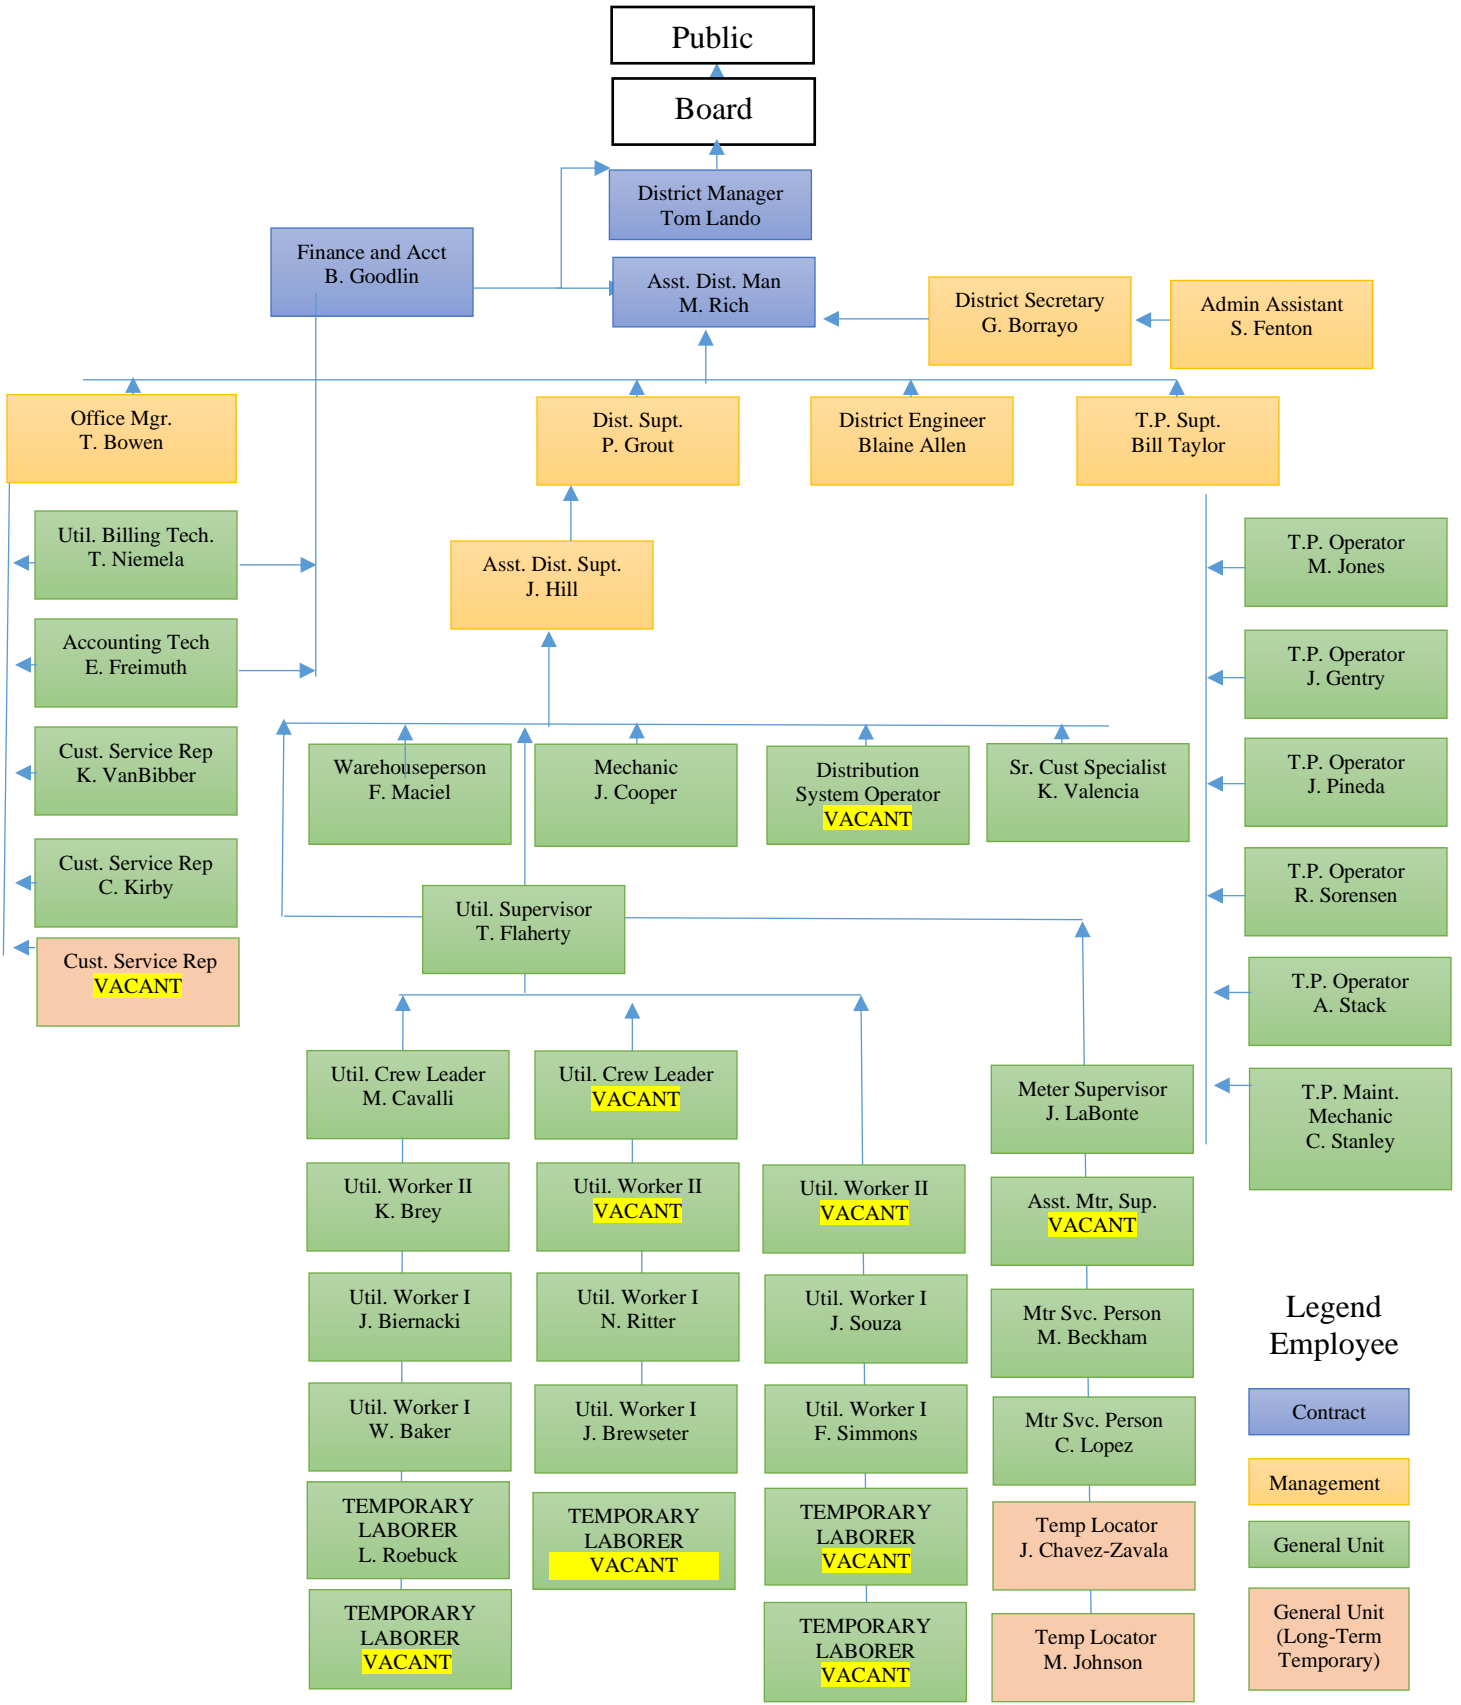 Public
Board
District Manager
Tom Lando
Finance and Acct
B. Goodlin
Asst. Dist. Man
M. Rich
District Secretary
G. Borrayo
Admin Assistant
S. Fenton
Office Mgr.
T. Bowen
Dist. Supt.
P. Grout
District Engineer
Blaine Allen
T.P. Supt.
Bill Taylor
Util. Billing Tech.
T. Niemela
Accounting Tech
E. Freimuth
Cust. Service Rep
K. VanBibber
Cust. Service Rep
C. Kirby
Cust. Service Rep
VACANT
Asst. Dist. Supt.
J. Hill
T.P. Operator
M. Jones
T.P. Operator
J. Gentry
T.P. Operator
J. Pineda
T.P. Operator
R. Sorensen
T.P. Operator
A. Stack
T.P. Maint.
Mechanic
C. Stanley
Warehouseperson
F. Maciel
Mechanic
J. Cooper
Distribution
System Operator
VACANT
Sr. Cust Specialist
K. Valencia
Util. Supervisor
T. Flaherty
Util. Crew Leader
M. Cavalli
Util. Worker II
K. Brey
Util. Worker I
J. Biernacki
Util. Worker I
W. Baker
TEMPORARY
LABORER
L. Roebuck
TEMPORARY
LABORER
VACANT
Util. Crew Leader
VACANT
Util. Worker II
VACANT
Util. Worker I
N. Ritter
Util. Worker I
J. Brewseter
TEMPORARY
LABORER
VACANT
Util. Worker II
VACANT
Util. Worker I
J. Souza
Util. Worker I
F. Simmons
TEMPORARY
LABORER
VACANT
TEMPORARY
LABORER
VACANT
Meter Supervisor
J. LaBonte
Asst. Mtr, Sup.
VACANT
Mtr Svc. Person
M. Beckham
Mtr Svc. Person
C. Lopez
Temp Locator
J. Chavez-Zavala
Temp Locator
M. Johnson
Legend
Employee
Contract
Management
General Unit
General Unit
(Long-Term
Temporary)